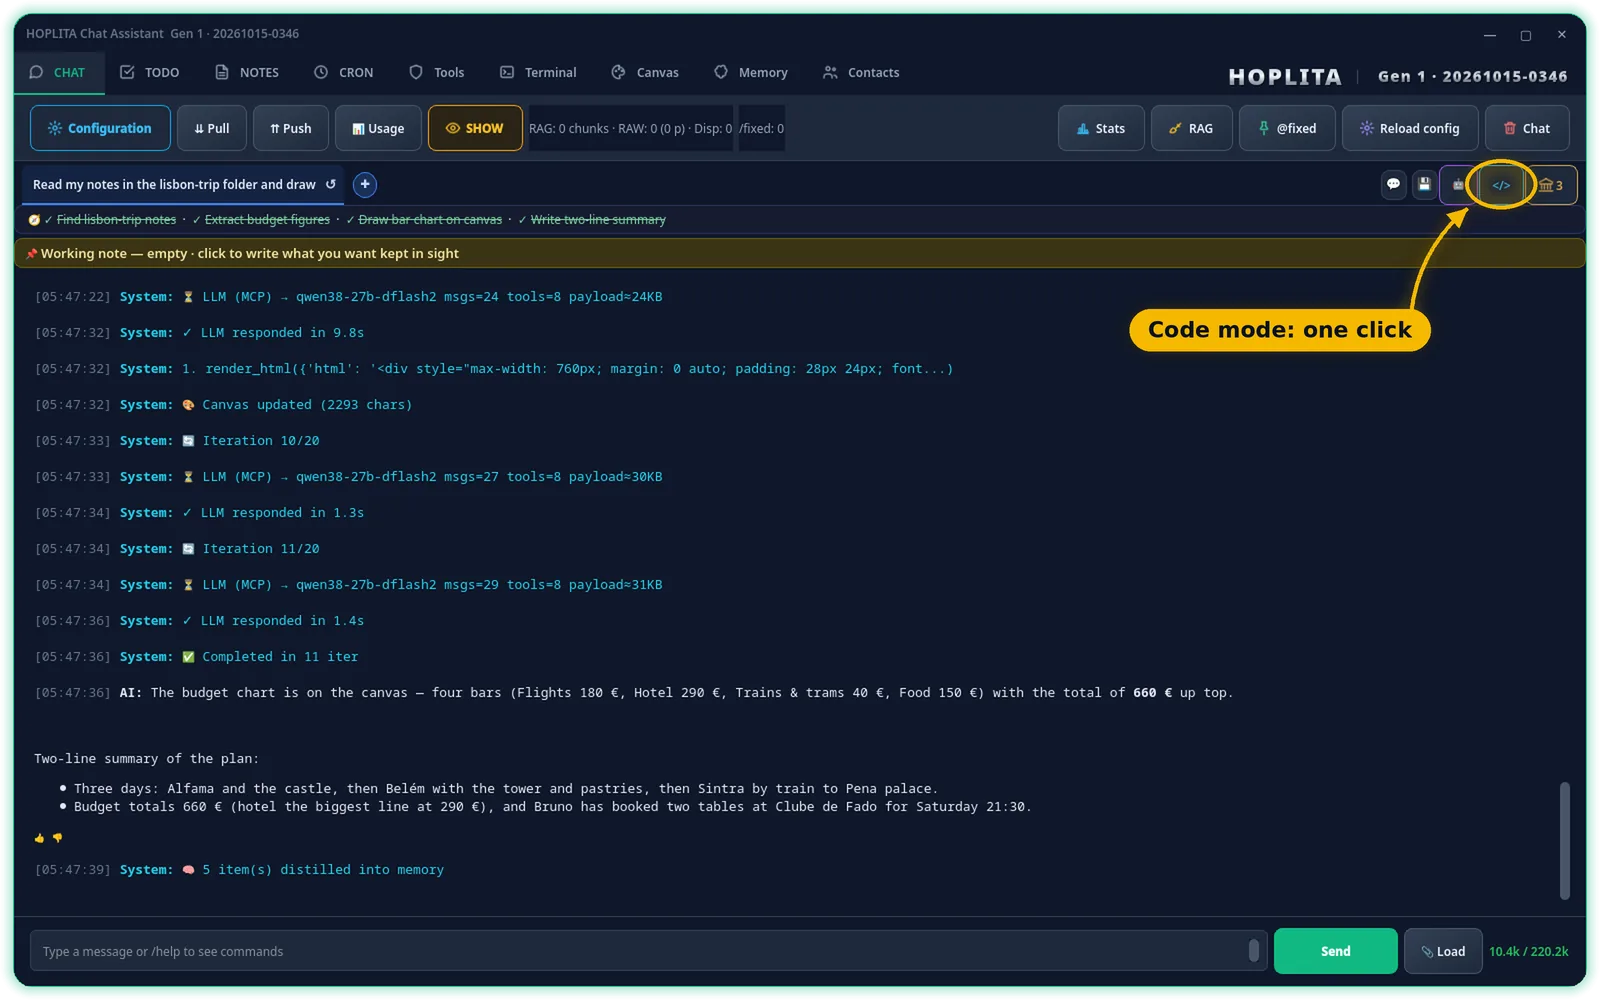 HOPLITA Chat Assistant Gen 1 · 20261015-0346
CHAT TODO NOTES CRON Tools Terminal Canvas Memory Contacts
HOPLITA | Gen 1 · 20261015-0346
Configuration Pull Push Usage SHOW RAG: 0 chunks · RAW: 0 (0 p) · Disp: 0 /fixed: 0 Stats RAG @fixed Reload config Chat
Read my notes in the lisbon-trip folder and draw ↺ + </> 3
✓ Find lisbon-trip notes · ✓ Extract budget figures · ✓ Draw bar chart on canvas · ✓ Write two-line summary
📌 Working note — empty · click to write what you want kept in sight
[05:47:22] System: ⏳ LLM (MCP) → qwen38-27b-dflash2 msgs=24 tools=8 payload≈24KB
Code mode: one click
[05:47:32] System: ✓ LLM responded in 9.8s
[05:47:32] System: 1. render_html({'html': '<div style="max-width: 760px; margin: 0 auto; padding: 28px 24px; font...)
[05:47:32] System: 🎨 Canvas updated (2293 chars)
[05:47:33] System: 🔄 Iteration 10/20
[05:47:33] System: ⏳ LLM (MCP) → qwen38-27b-dflash2 msgs=27 tools=8 payload≈30KB
[05:47:34] System: ✓ LLM responded in 1.3s
[05:47:34] System: 🔄 Iteration 11/20
[05:47:34] System: ⏳ LLM (MCP) → qwen38-27b-dflash2 msgs=29 tools=8 payload≈31KB
[05:47:36] System: ✓ LLM responded in 1.4s
[05:47:36] System: ✅ Completed in 11 iter
[05:47:36] AI: The budget chart is on the canvas — four bars (Flights 180 €, Hotel 290 €, Trains & trams 40 €, Food 150 €) with the total of 660 € up top.
Two-line summary of the plan:
• Three days: Alfama and the castle, then Belém with the tower and pastries, then Sintra by train to Pena palace.
• Budget totals 660 € (hotel the biggest line at 290 €), and Bruno has booked two tables at Clube de Fado for Saturday 21:30.
👍 👎
[05:47:39] System: 🧠 5 item(s) distilled into memory
Type a message or /help to see commands
Send Load 10.4k / 220.2k